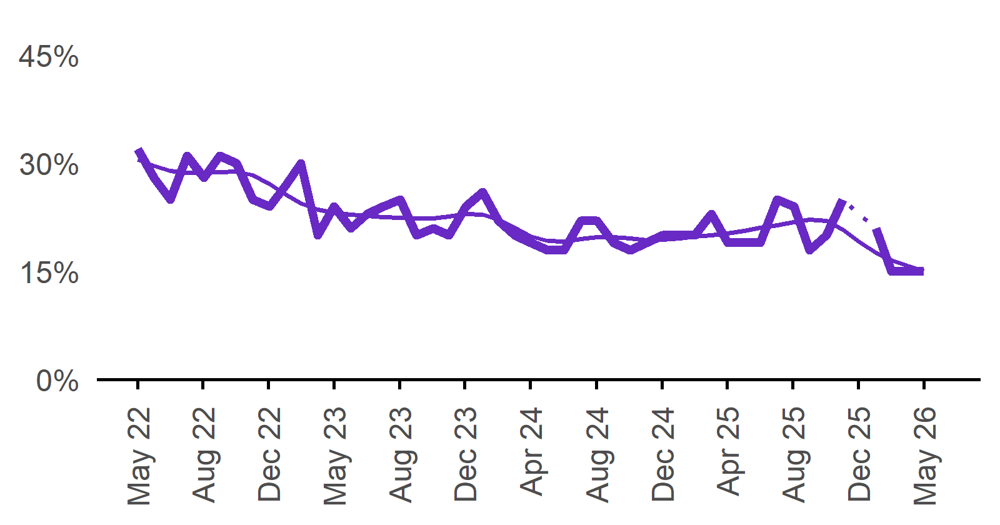 45%
30%
15%
0%
May 22
Aug 22
Dec 22
May 23
Aug 23
Dec 23
Apr 24
Aug 24
Dec 24
Apr 25
Aug 25
Dec 25
May 26